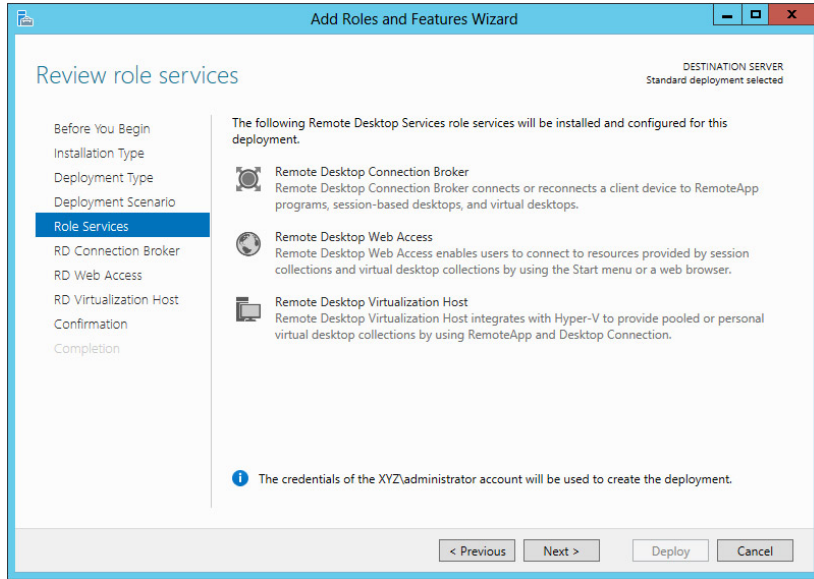 Add Roles and Features Wizard
Review role services
DESTINATION SERVER
Standard deployment selected
Before You Begin
Installation Type
Deployment Type
Deployment Scenario
Role Services
RD Connection Broker
RD Web Access
RD Virtualization Host
Confirmation
Completion
The following Remote Desktop Services role services will be installed and configured for this
deployment.
Remote Desktop Connection Broker
Remote Desktop Connection Broker connects or reconnects a client device to RemoteApp
programs, session-based desktops, and virtual desktops.
Remote Desktop Web Access
Remote Desktop Web Access enables users to connect to resources provided by session
collections and virtual desktop collections by using the Start menu or a web browser.
Remote Desktop Virtualization Host
Remote Desktop Virtualization Host integrates with Hyper-V to provide pooled or personal
virtual desktop collections by using RemoteApp and Desktop Connection.
The credentials of the XYZ\administrator account will be used to create the deployment.
< Previous
Next >
Deploy
Cancel